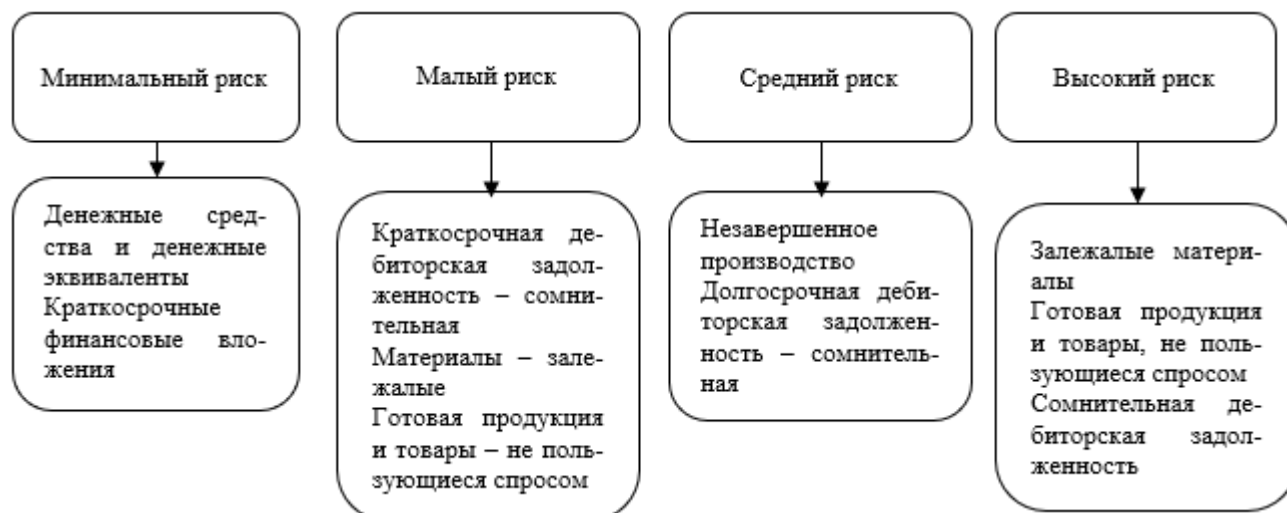 Минимальный риск
Денежные сред-
ства и денежные
эквиваленты
Краткосрочные
финансовые вло-
жения
Малый риск
Краткосрочная де-
биторская задол-
женность – сомни-
тельная
Материалы – зале-
жалые
Готовая продукция
и товары – не поль-
зующиеся спросом
Средний риск
Незавершенное
производство
Долгосрочная деби-
торская задолжен-
ность – сомнитель-
ная
Высокий риск
Залежалые матери-
алы
Готовая продукция
и товары, не поль-
зующиеся спросом
Сомнительная де-
биторская задол-
женность